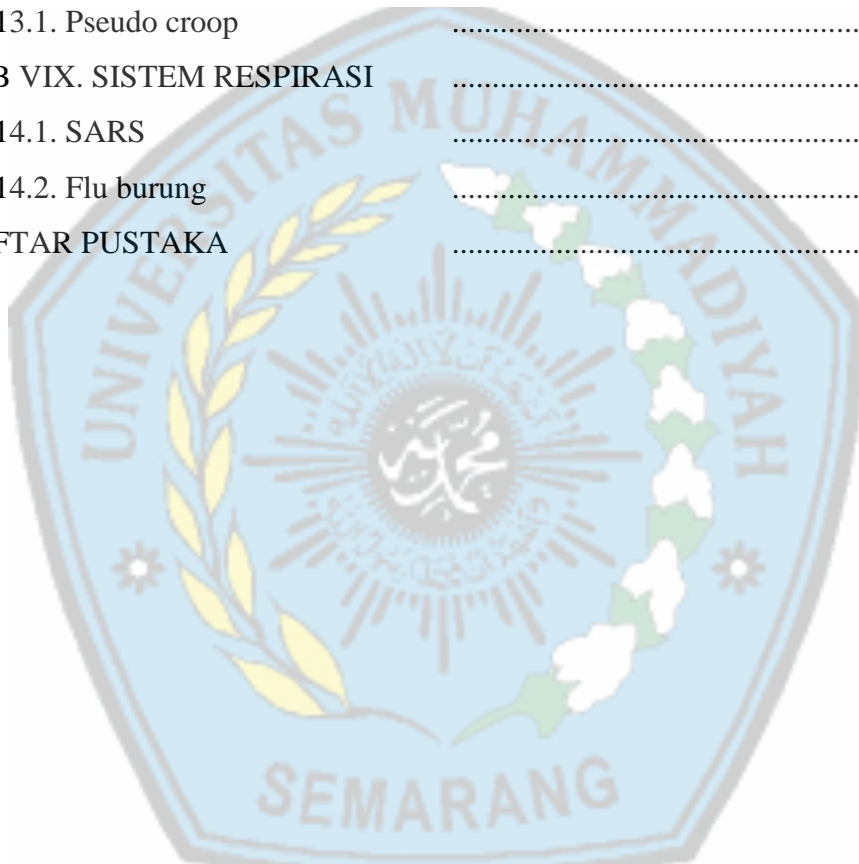 13.1. Pseudo croop ....................................................
B VIX. SISTEM RESPIRASI ....................................................
14.1. SARS ....................................................
14.2. Flu burung ....................................................
FTAR PUSTAKA ....................................................
UNIVERSITAS MUHAMMADIYAH
SEMARANG